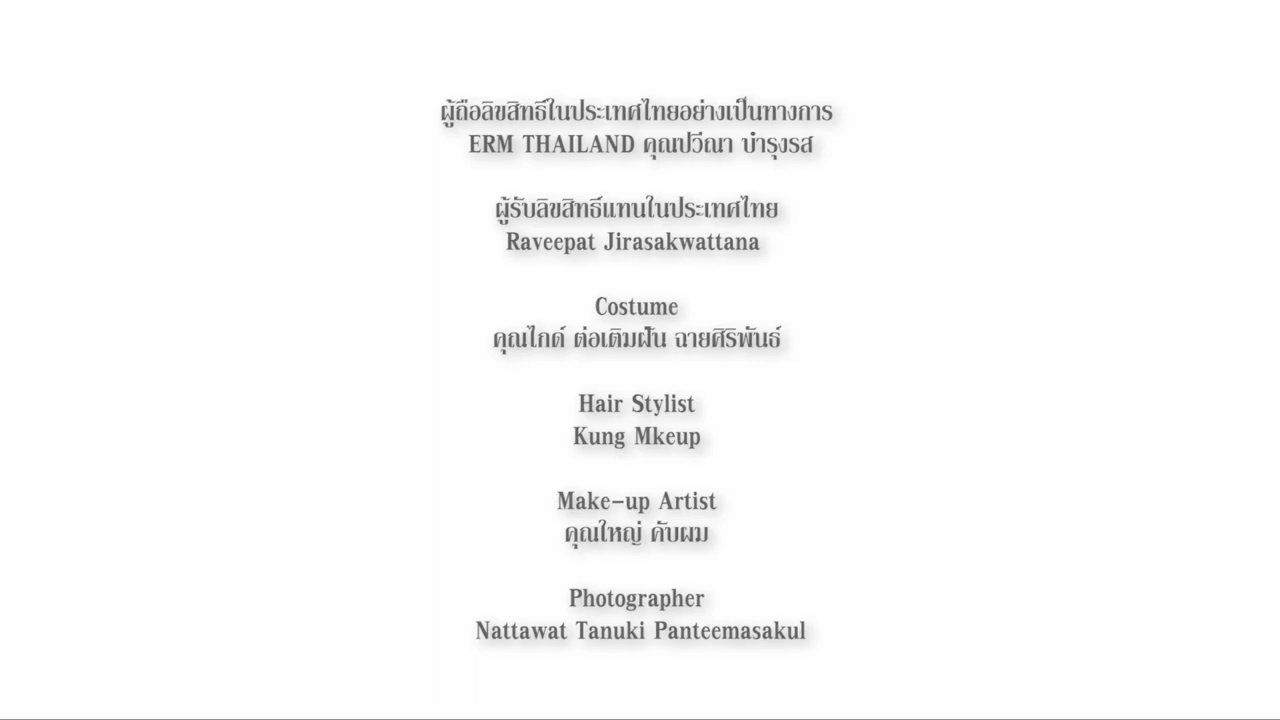 ผู้ถือลิขสิทธิ์ในประเทศไทยอย่างเป็นทางการ
ERM THAILAND คุณปวีณา บำรุงรส
ผู้รับลิขสิทธิ์แทนในประเทศไทย
Raveepat Jirasakwattana
Costume
คุณไกด์ ต่อเติมฝัน ฉายศิริพันธ์
Hair Stylist
Kung Mkeup
Make-up Artist
คุณใหญ่ คับผม
Photographer
Nattawat Tanuki Panteemasakul